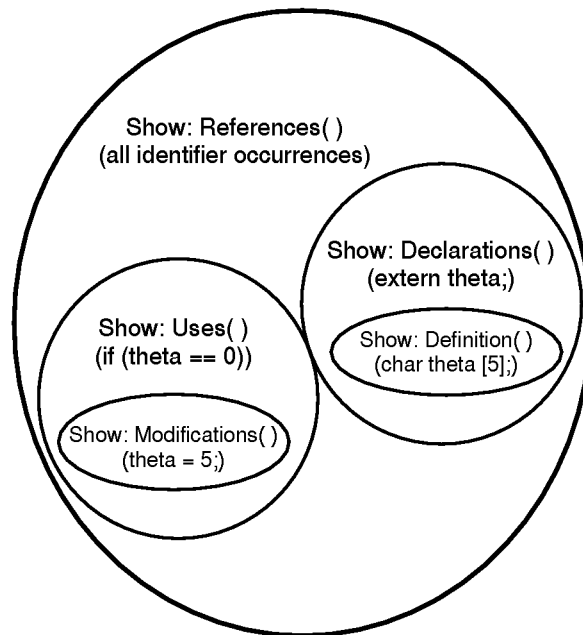 Show: References( )
(all identifier occurrences)
Show: Declarations( )
(extern theta;)
Show: Definition( )
(char theta [5];)
Show: Uses( )
(if (theta == 0))
Show: Modifications( )
(theta = 5;)